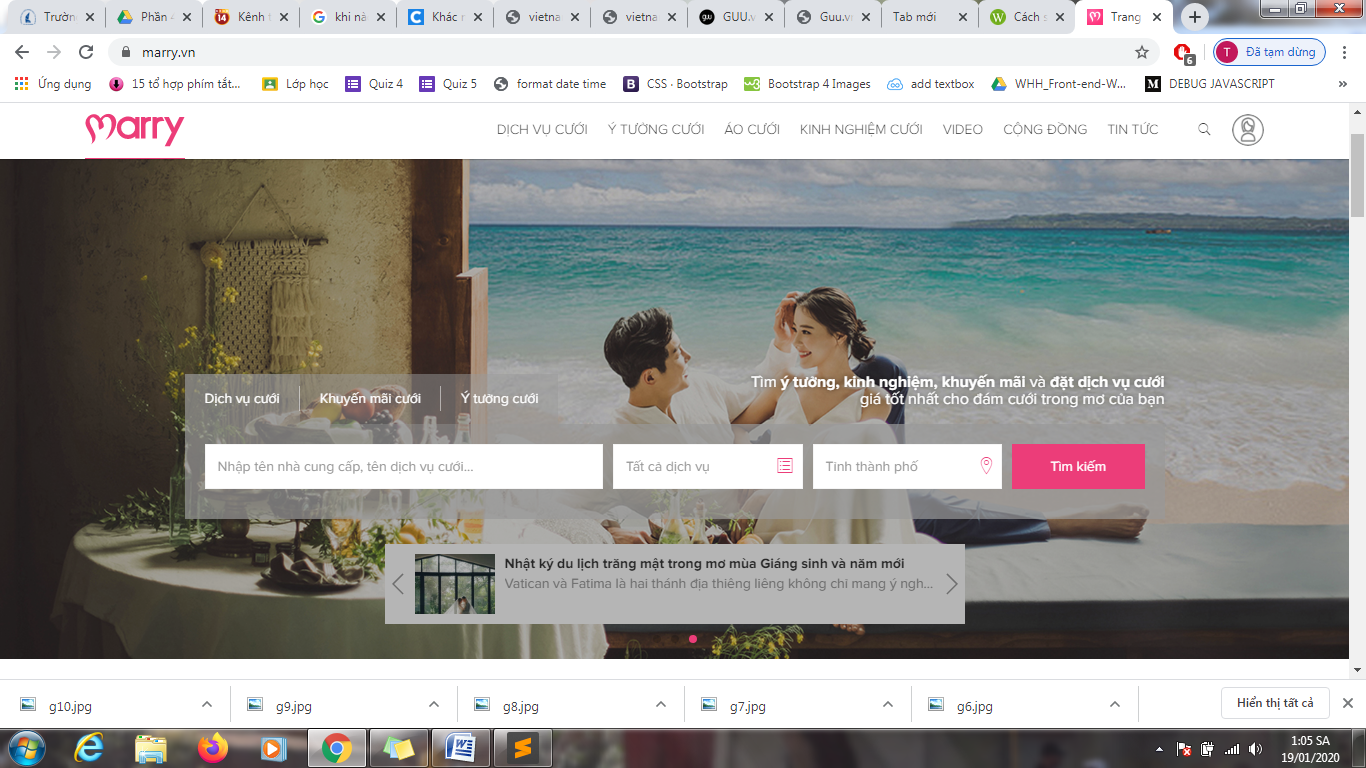 Trườn
Phần 4
Kênh t
khi nà
Khác n
vietna
vietna
GUU.v
Guu.vn
Tab mới
Cách s
Trang
marry.vn
6
T
Đã tạm dừng
Ứng dụng
15 tổ hợp phím tắt...
Lớp học
Quiz 4
Quiz 5
format date time
B
CSS · Bootstrap
Bootstrap 4 Images
add textbox
WHH_Front-end-W...
M
DEBUG JAVASCRIPT
»
Marry
DỊCH VỤ CƯỚI
Ý TƯỞNG CƯỚI
ÁO CƯỚI
KINH NGHIỆM CƯỚI
VIDEO
CỘNG ĐỒNG
TIN TỨC
Tìm ý tưởng, kinh nghiệm, khuyến mãi và đặt dịch vụ cưới
giá tốt nhất cho đám cưới trong mơ của bạn
Dịch vụ cưới
Khuyến mãi cưới
Ý tưởng cưới
Nhập tên nhà cung cấp, tên dịch vụ cưới...
Tất cả dịch vụ
Tỉnh thành phố
Tìm kiếm
Nhật ký du lịch trăng mật trong mơ mùa Giáng sinh và năm mới
Vatican và Fatima là hai thánh địa thiêng liêng không chỉ mang ý ngh...
g10.jpg
g9.jpg
g8.jpg
g7.jpg
g6.jpg
Hiển thị tất cả
1:05 SA
19/01/2020